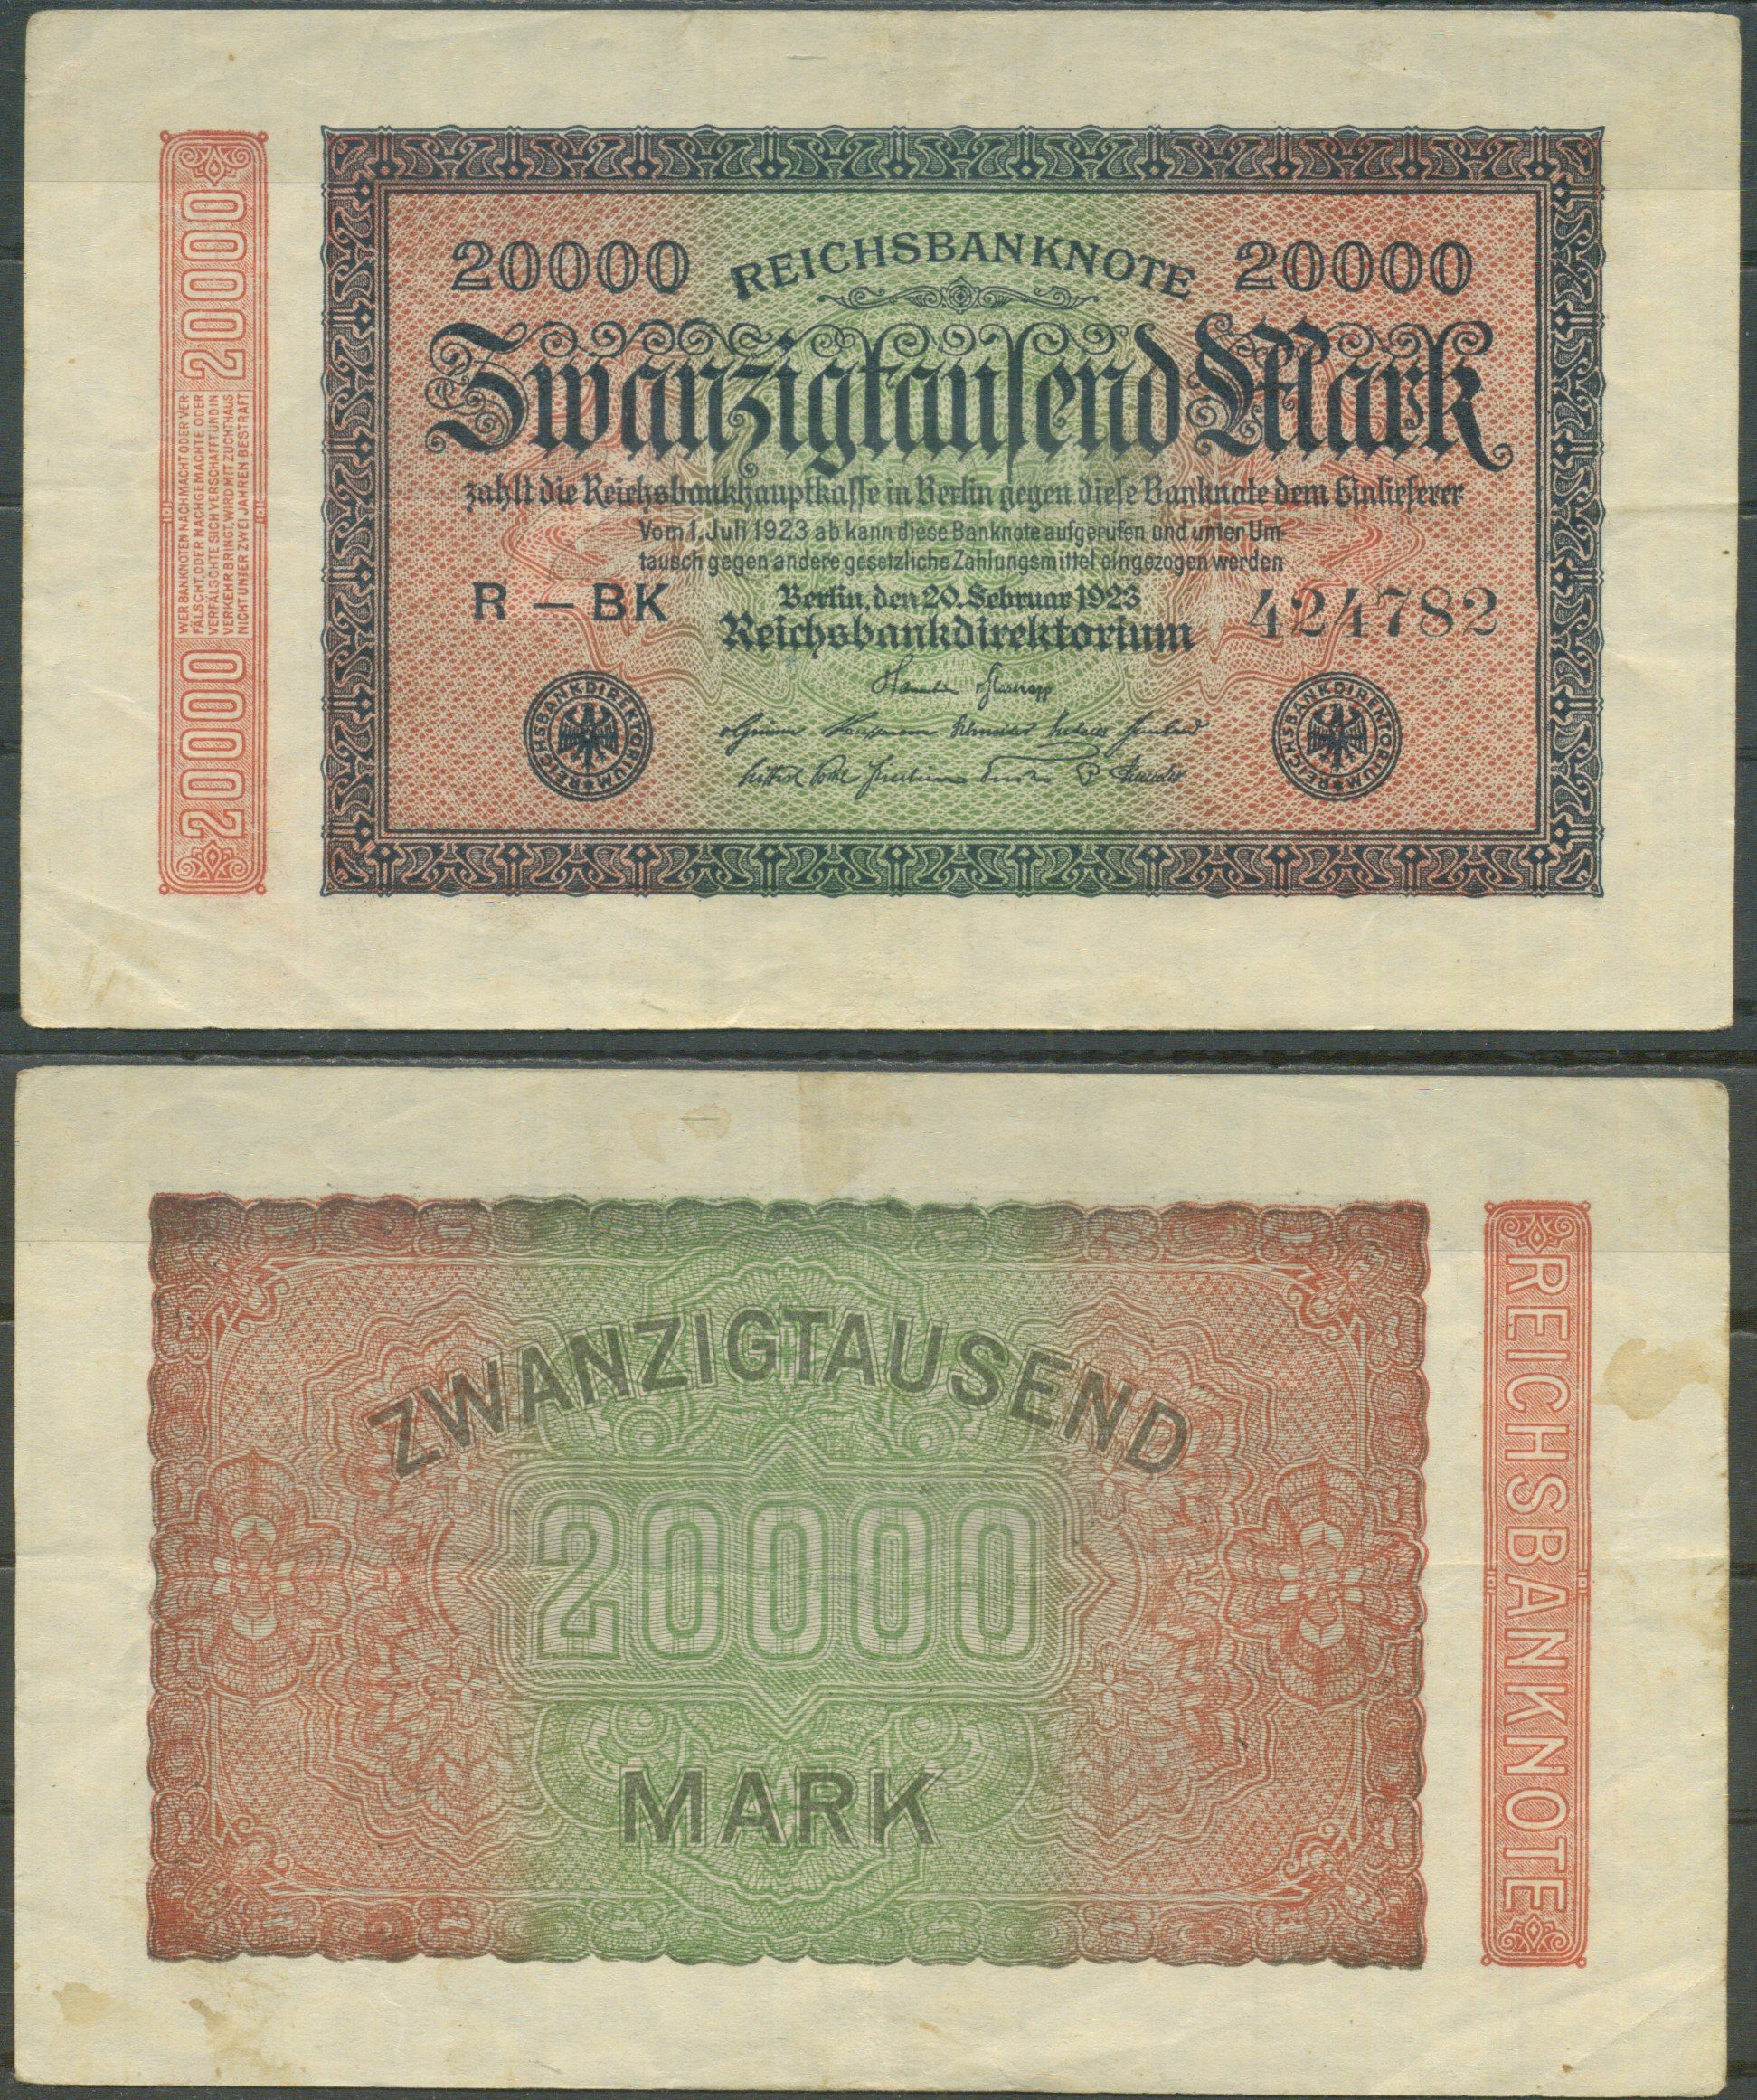 20000
WER BANKNOTEN NACHMACHT ODER VER-
FÄLSCHT, ODER NACHGEMACHTE ODER
VERFÄLSCHTE SICH VERSCHAFFT UND IN
VERKEHR BRINGT, WIRD MIT ZUCHTHAUS
NICHT UNTER ZWEI JAHREN BESTRAFT
20000
20000 REICHSBANKNOTE 20000
Zwanzigtausend Mark
zahlt die Reichsbankhauptkasse in Berlin gegen diese Banknote dem Einlieferer
Vom 1. Juli 1923 ab kann diese Banknote aufgerufen und unter Um-
tausch gegen andere gesetzliche Zahlungsmittel eingezogen werden
R – BK Berlin, den 20. Februar 1923 424782
Reichsbankdirektorium
REICHSBANKDIREKTORIUM
REICHSBANKDIREKTORIUM
ZWANZIGTAUSEND
20000
MARK
REICHSBANKNOTE